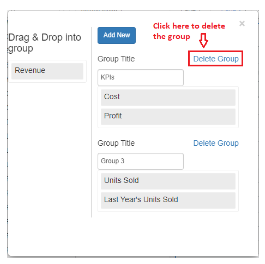 Click here to delete
the group
×
Drag & Drop into
group
Add New
Group Title
Delete Group
Revenue
KPIs
Cost
Profit
Group Title
Delete Group
Group 3
Units Sold
Last Year's Units Sold